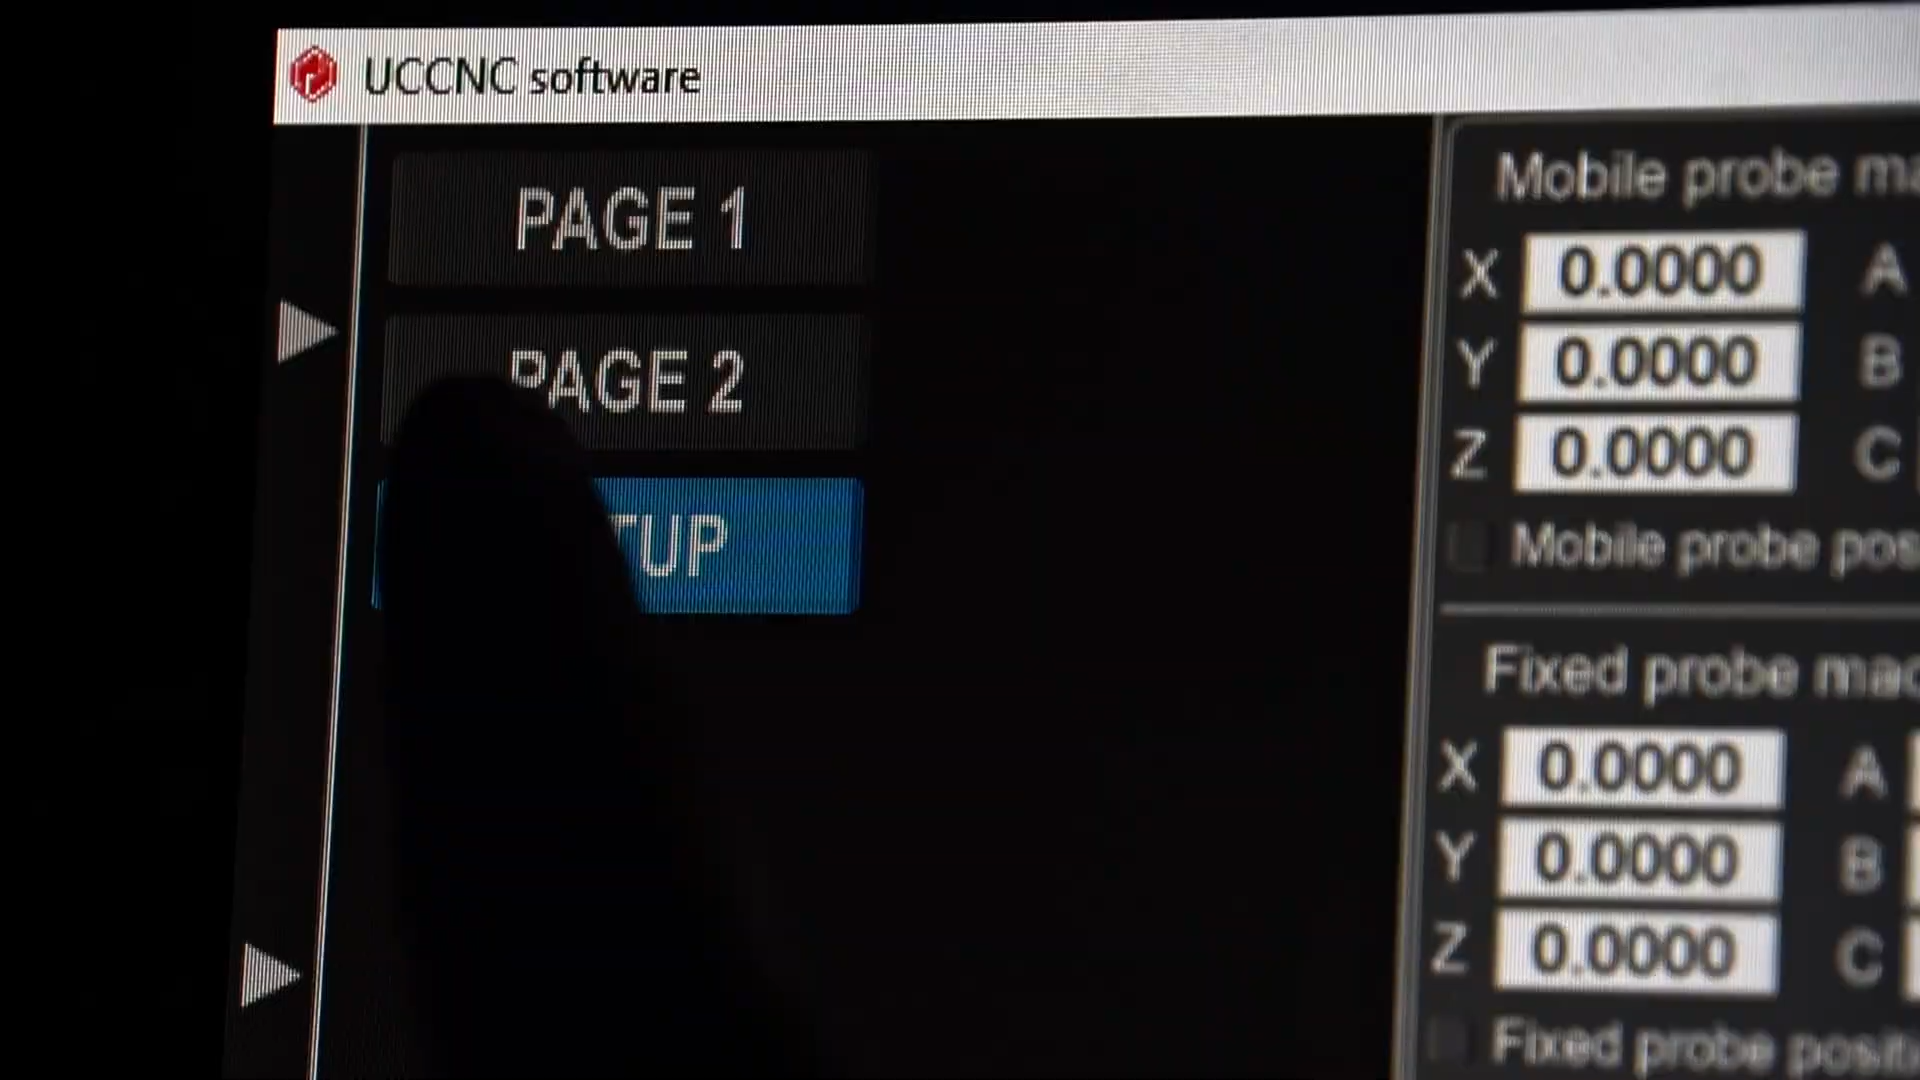 UCCNC software
PAGE 1
PAGE 2
TUP
Mobile probe
X 0.0000 A
Y 0.0000 B
Z 0.0000 C
Mobile probe
Fixed probe
X 0.0000 A
Y 0.0000 B
Z 0.0000 C
Fixed probe